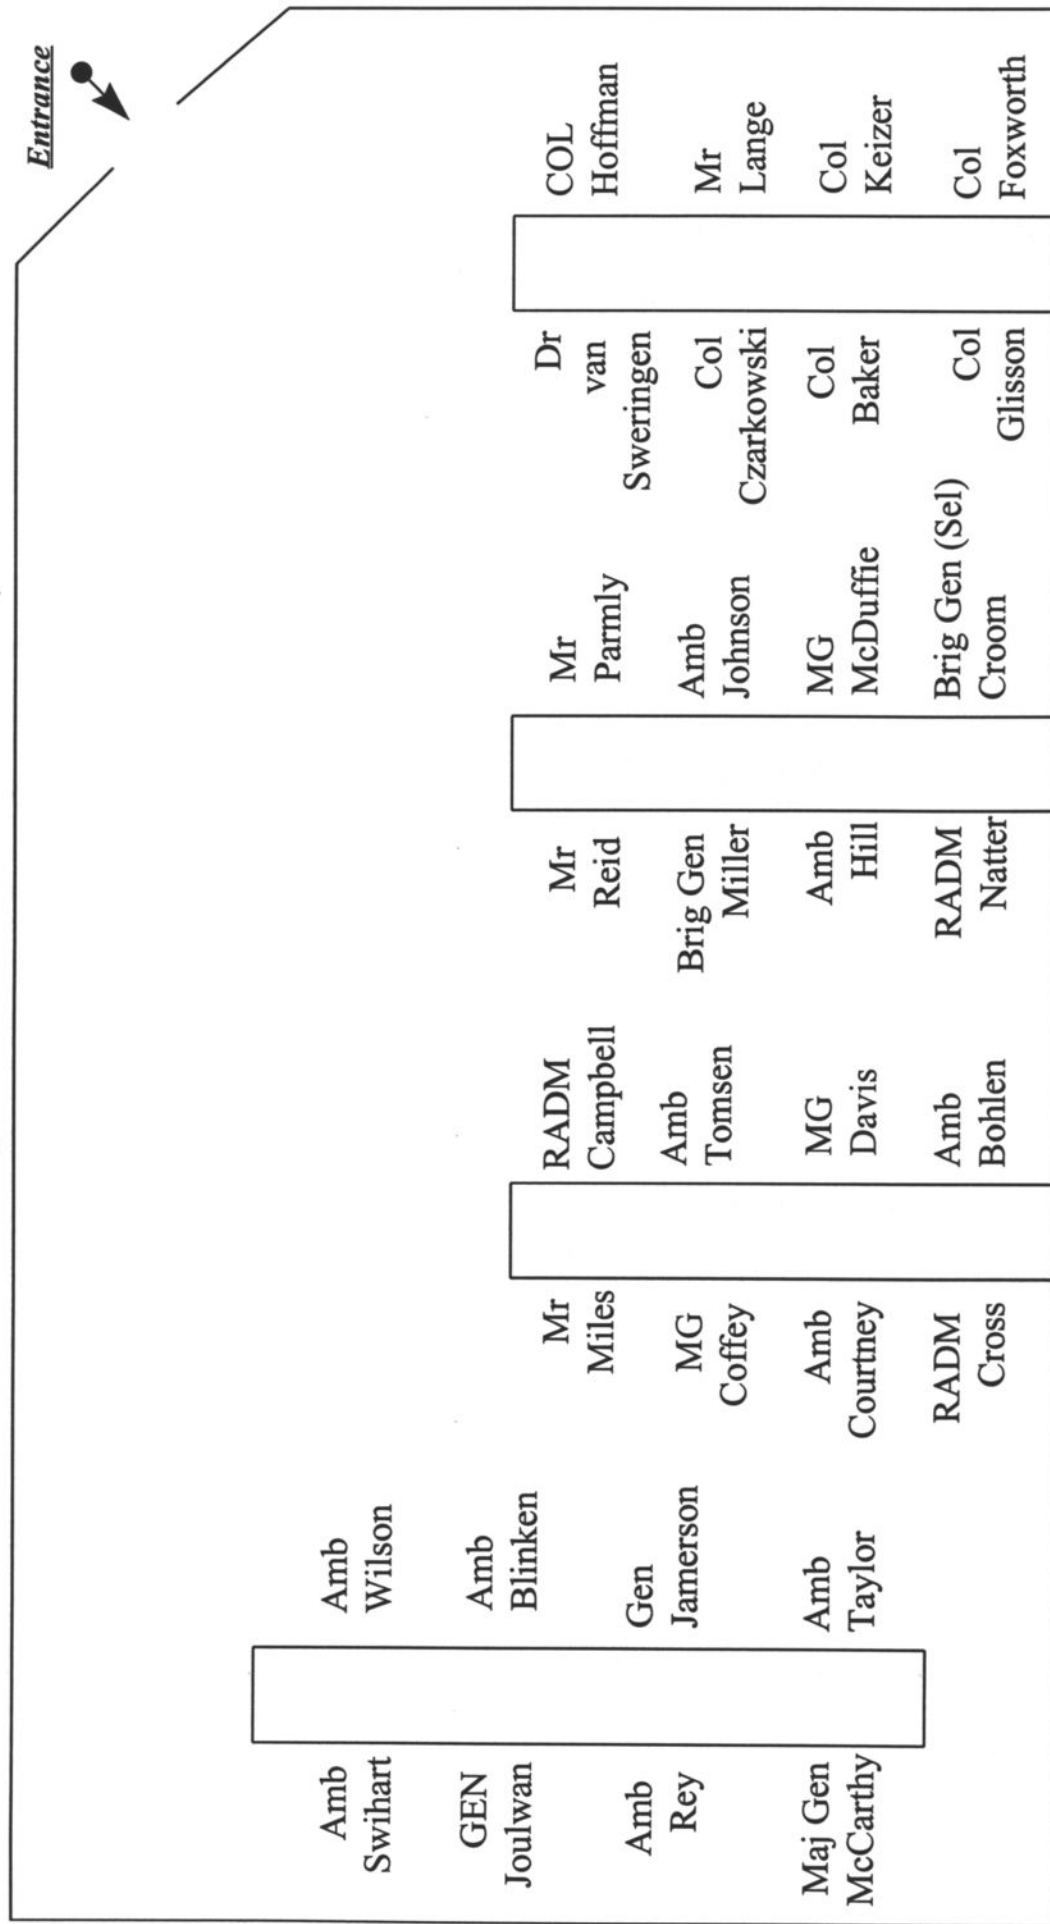 Entrance
COL
Hoffman
Mr
Lange
Col
Keizer
Col
Foxworth
Dr
van
Sweringen
Col
Czarkowski
Col
Baker
Col
Glisson
Mr
Parmly
Amb
Johnson
MG
McDuffie
Brig Gen (Sel)
Croom
Mr
Reid
Brig Gen
Miller
Amb
Hill
RADM
Natter
RADM
Campbell
Amb
Tomsen
MG
Davis
Amb
Bohlen
Mr
Miles
MG
Coffey
Amb
Courtney
RADM
Cross
Amb
Wilson
Amb
Blinken
Gen
Jamerson
Amb
Taylor
Amb
Swihart
GEN
Joulwan
Amb
Rey
Maj Gen
McCarthy